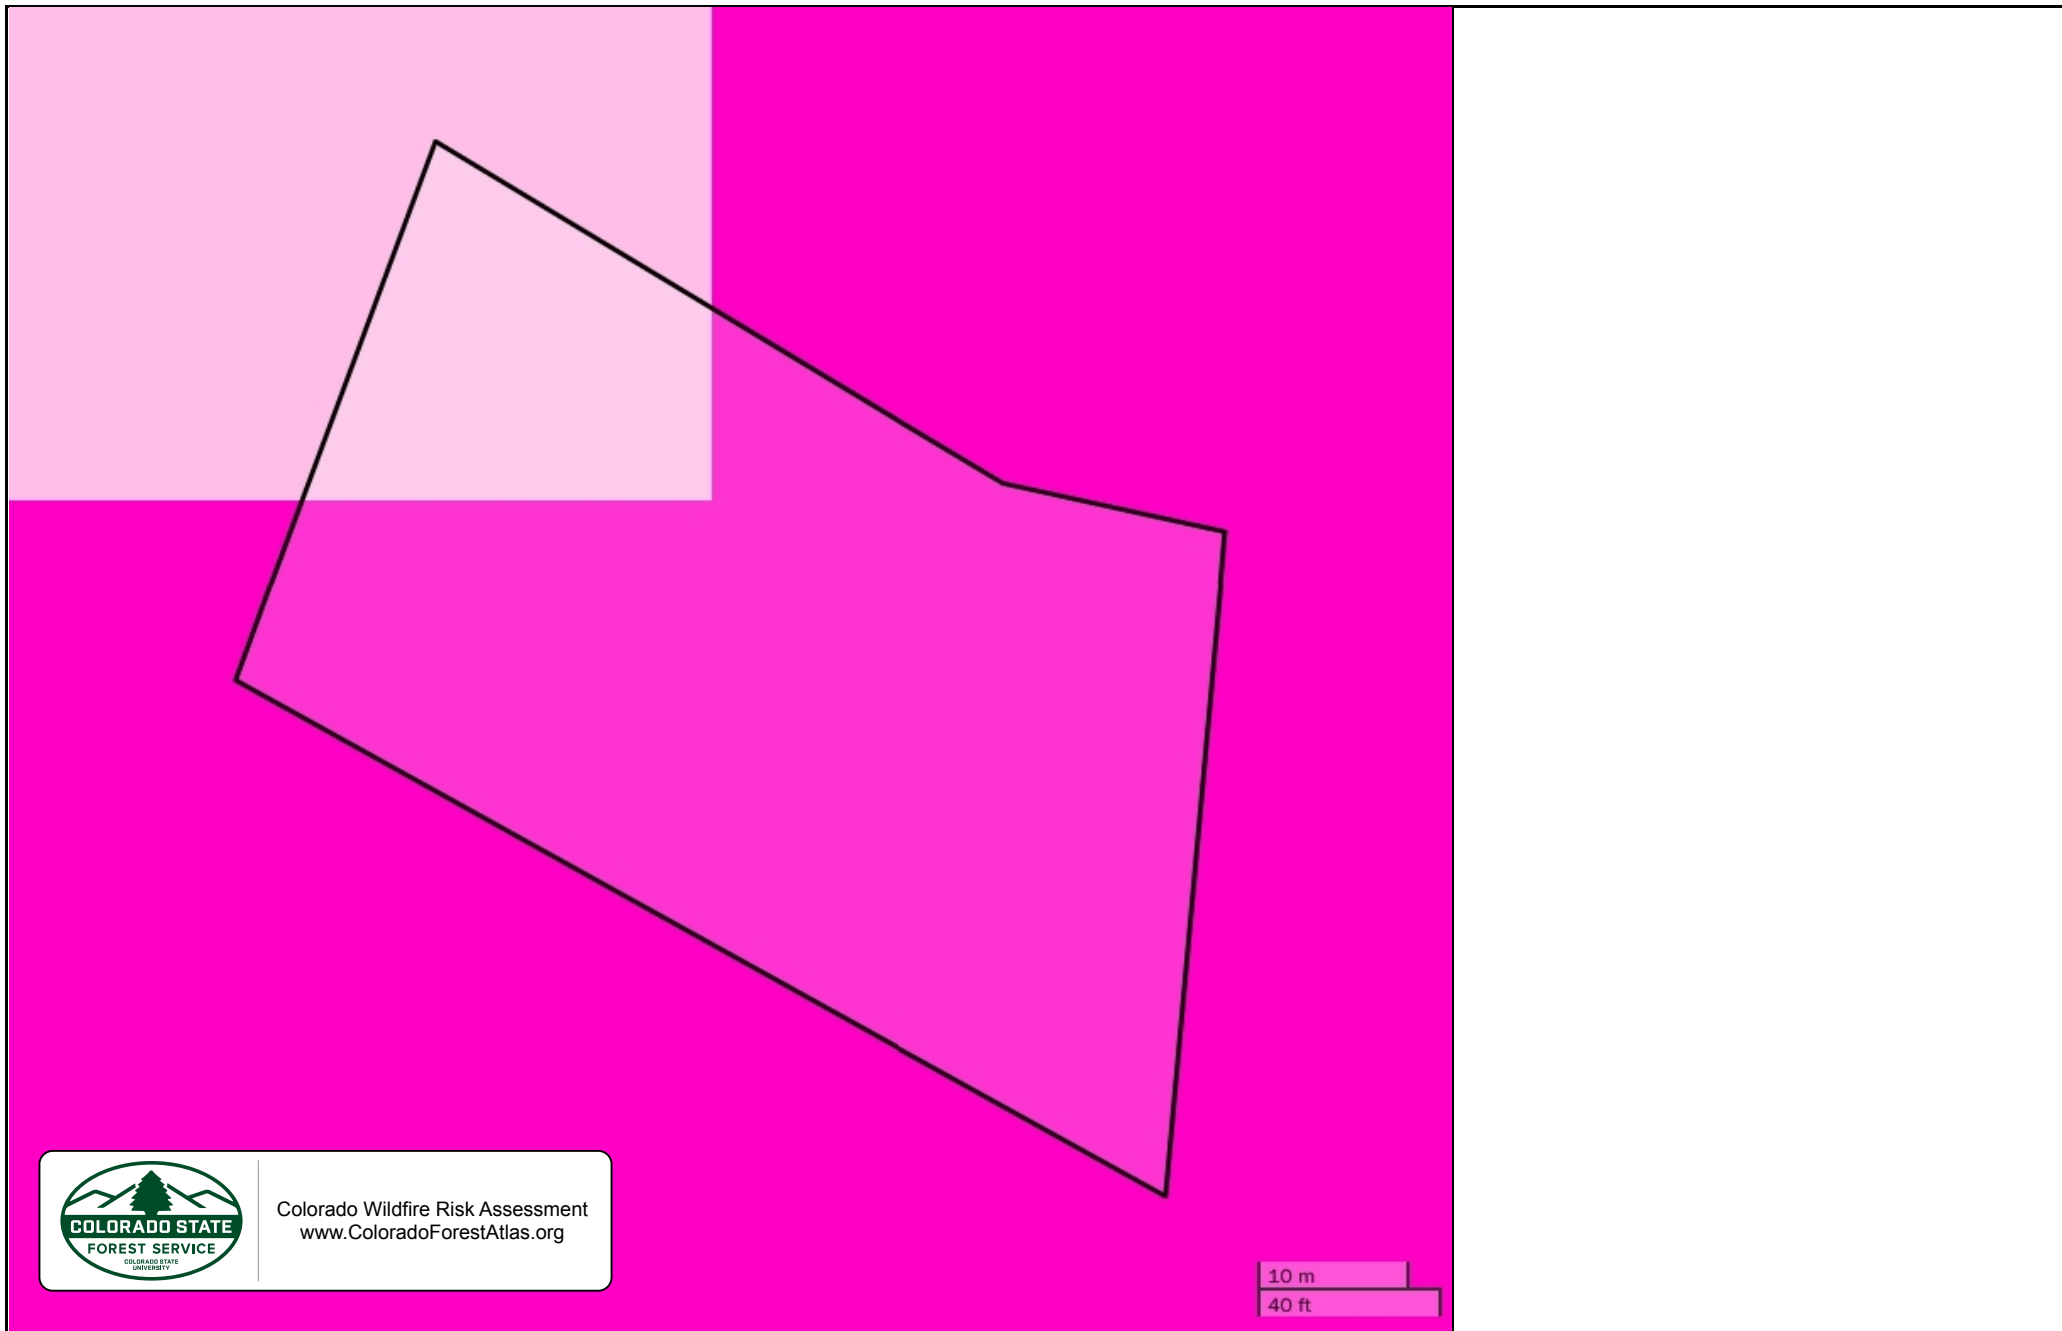 COLORADO STATE
FOREST SERVICE
COLORADO STATE
UNIVERSITY
Colorado Wildfire Risk Assessment
www.ColoradoForestAtlas.org
10 m
40 ft